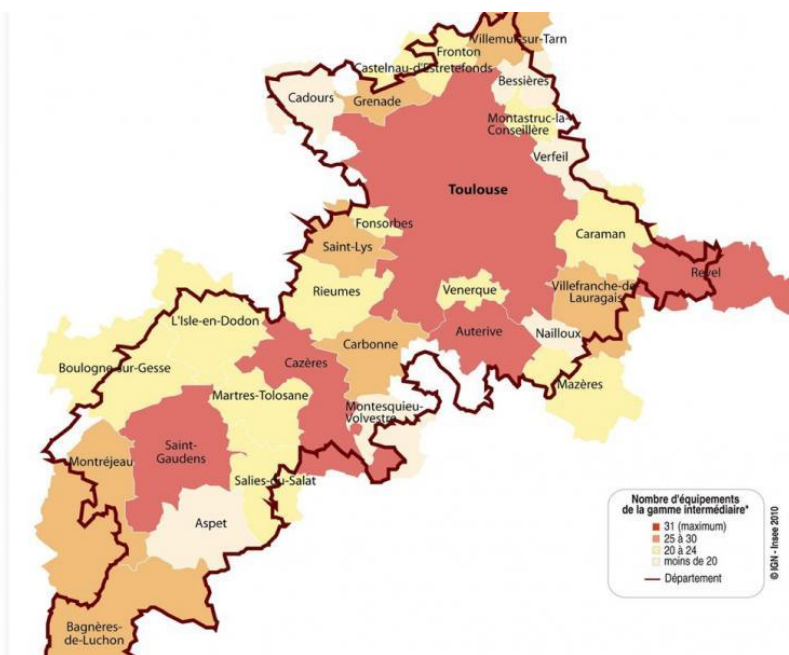 Fronton
Villemur-sur-Tarn
Castelnau-d'Estretefonds
Bessières
Cadours
Grenade
Montastruc-la-
Conseillère
Verfeil
Toulouse
Fonsorbes
Saint-Lys
Caraman
Revel
Rieumes
Venerque
Villefranche-de-
Lauragais
L'Isle-en-Dodon
Auterive
Nailloux
Carbonne
Cazères
Boulogne-sur-Gesse
Mazères
Martres-Tolosane
Montesquieu-
Volvestre
Saint-
Gaudens
Montréjeau
Salies-du-Salat
Aspet
Bagnères-
de-Luchon
Nombre d'équipements
de la gamme intermédiaire*
31 (maximum)
25 à 30
20 à 24
moins de 20
Département
© IGN - Insee 2010